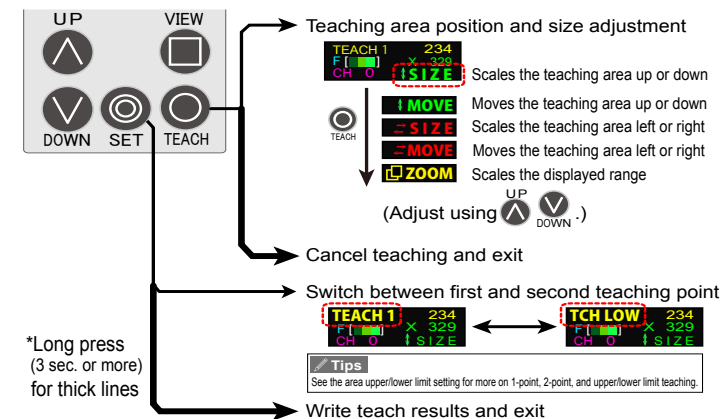 UP VIEW
DOWN SET TEACH
Teaching area position and size adjustment
TEACH 1 234
F [ ] X 329
CH 0 SIZE
Scales the teaching area up or down
TEACH
MOVE Moves the teaching area up or down
SIZE Scales the teaching area left or right
MOVE Moves the teaching area left or right
ZOOM Scales the displayed range
(Adjust using UP DOWN .)
Cancel teaching and exit
Switch between first and second teaching point
TEACH 1 234
F [ ] X 329
CH 0 SIZE
TCH LOW 234
F [ ] X 329
CH 0 SIZE
Tips
See the area upper/lower limit setting for more on 1-point, 2-point, and upper/lower limit teaching.
*Long press
(3 sec. or more)
for thick lines
Write teach results and exit